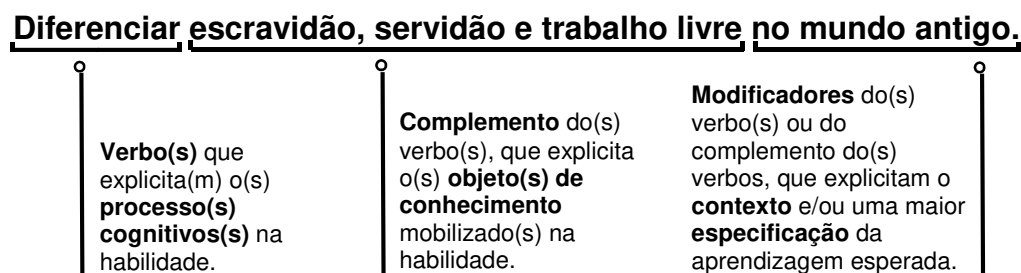 Diferenciar escravidão, servidão e trabalho livre no mundo antigo.
Verbo(s) que
explicita(m) o(s)
processo(s)
cognitivos(s) na
habilidade.
Complemento do(s)
verbo(s), que explicita
o(s) objeto(s) de
conhecimento
mobilizado(s) na
habilidade.
Modificadores do(s)
verbo(s) ou do
complemento do(s)
verbos, que explicitam o
contexto e/ou uma maior
especificação da
aprendizagem esperada.